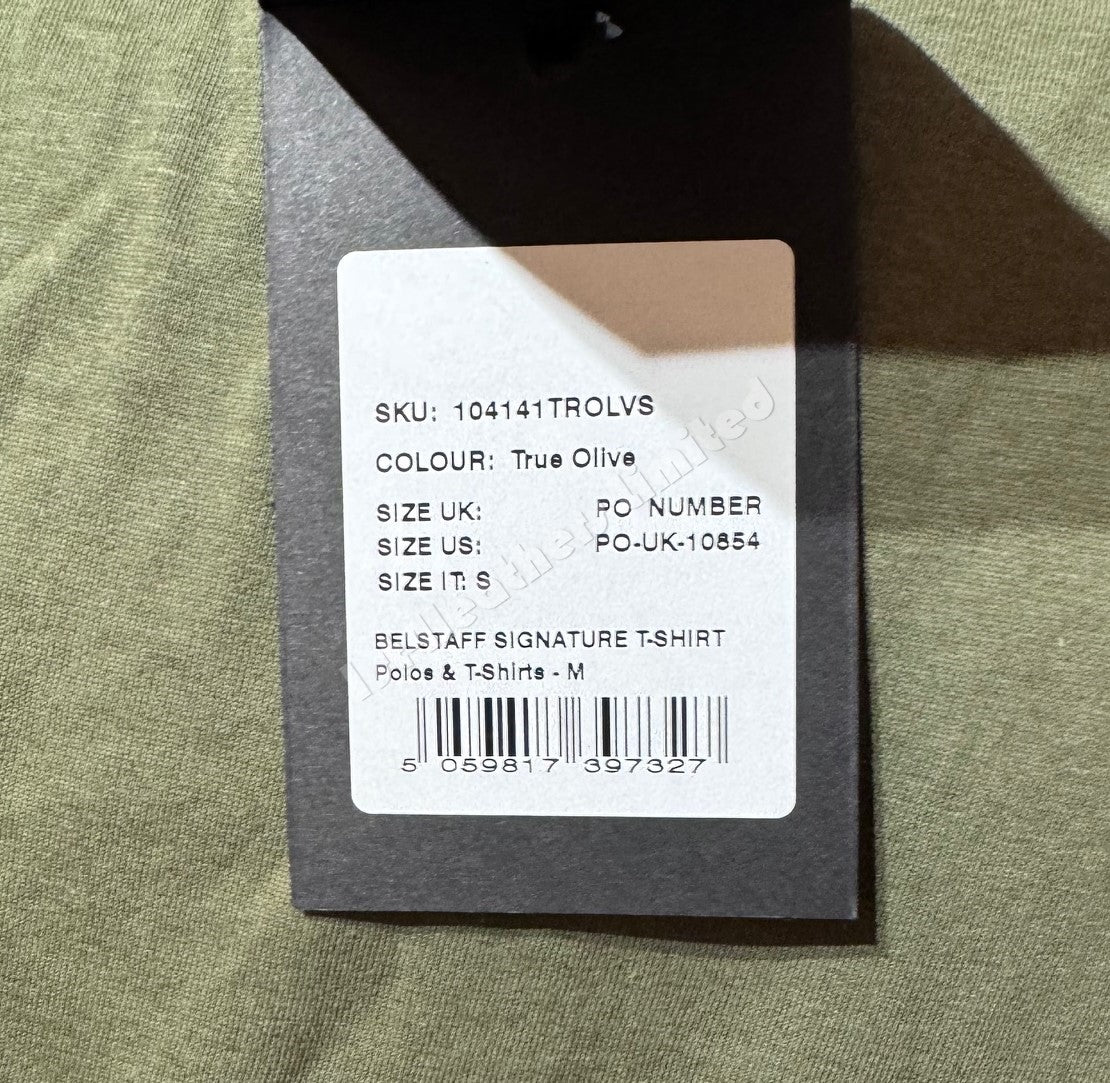 SKU: 104141TROLVS
COLOUR: True Olive
SIZE UK: PO NUMBER
SIZE US: PO-UK-10854
SIZE IT: S
BELSTAFF SIGNATURE T-SHIRT
Polos & T-Shirts - M
5 059817 397327